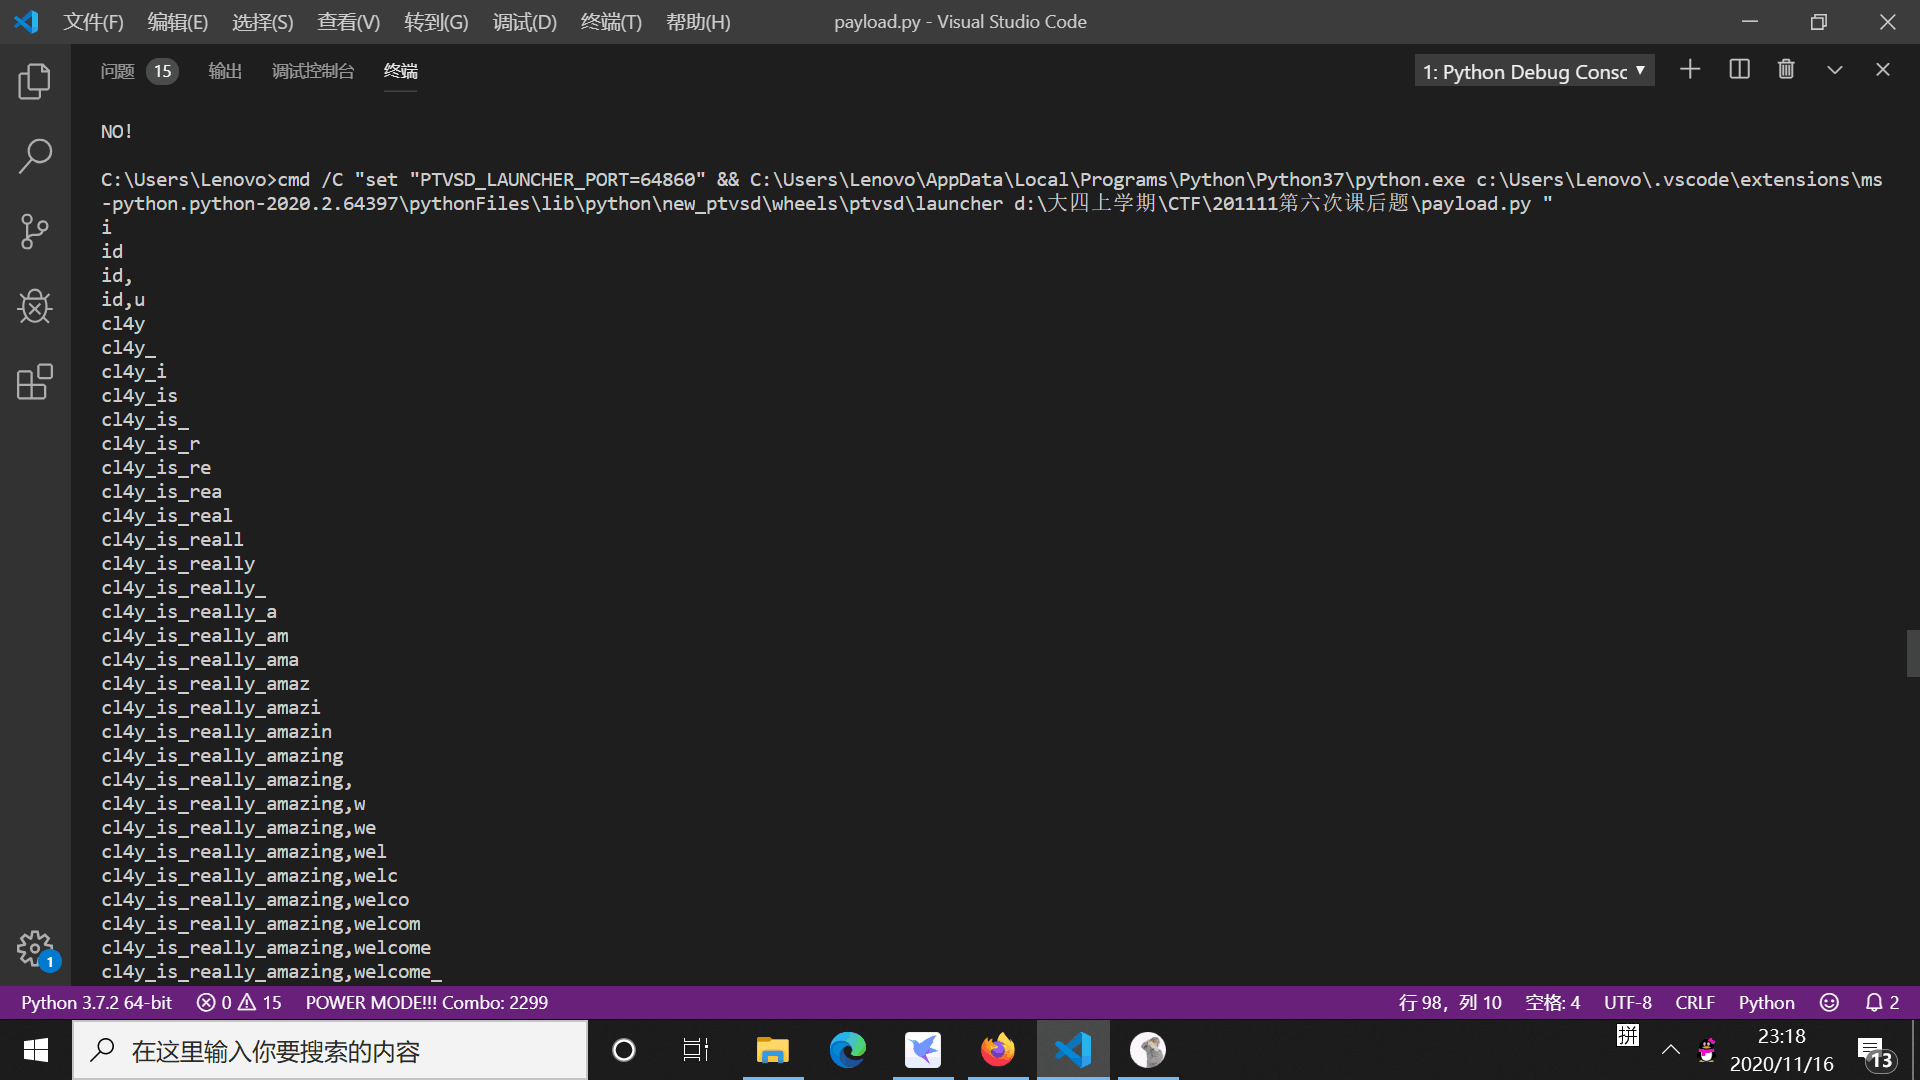 文件(F) 编辑(E) 选择(S) 查看(V) 转到(G) 调试(D) 终端(T) 帮助(H) payload.py - Visual Studio Code
问题 15 输出 调试控制台 终端 1: Python Debug Consc
NO!
C:\Users\Lenovo>cmd /C "set "PTVSD_LAUNCHER_PORT=64860" && C:\Users\Lenovo\AppData\Local\Programs\Python\Python37\python.exe c:\Users\Lenovo\.vscode\extensions\ms
-python.python-2020.2.64397\pythonFiles\lib\python\new_ptvsd\wheels\ptvsd\launcher d:\大四上学期\CTF\201111第六次课后题\payload.py "
i
id
id,
id,u
cl4y
cl4y_
cl4y_i
cl4y_is
cl4y_is_
cl4y_is_r
cl4y_is_re
cl4y_is_rea
cl4y_is_real
cl4y_is_reall
cl4y_is_really
cl4y_is_really_
cl4y_is_really_a
cl4y_is_really_am
cl4y_is_really_ama
cl4y_is_really_amaz
cl4y_is_really_amazi
cl4y_is_really_amazin
cl4y_is_really_amazing
cl4y_is_really_amazing,
cl4y_is_really_amazing,w
cl4y_is_really_amazing,we
cl4y_is_really_amazing,wel
cl4y_is_really_amazing,welc
cl4y_is_really_amazing,welco
cl4y_is_really_amazing,welcom
cl4y_is_really_amazing,welcome
cl4y_is_really_amazing,welcome_
1
Python 3.7.2 64-bit 0 15 POWER MODE!!! Combo: 2299 行 98，列 10 空格: 4 UTF-8 CRLF Python 2
在这里输入你要搜索的内容 拼 23:18
2020/11/16 13